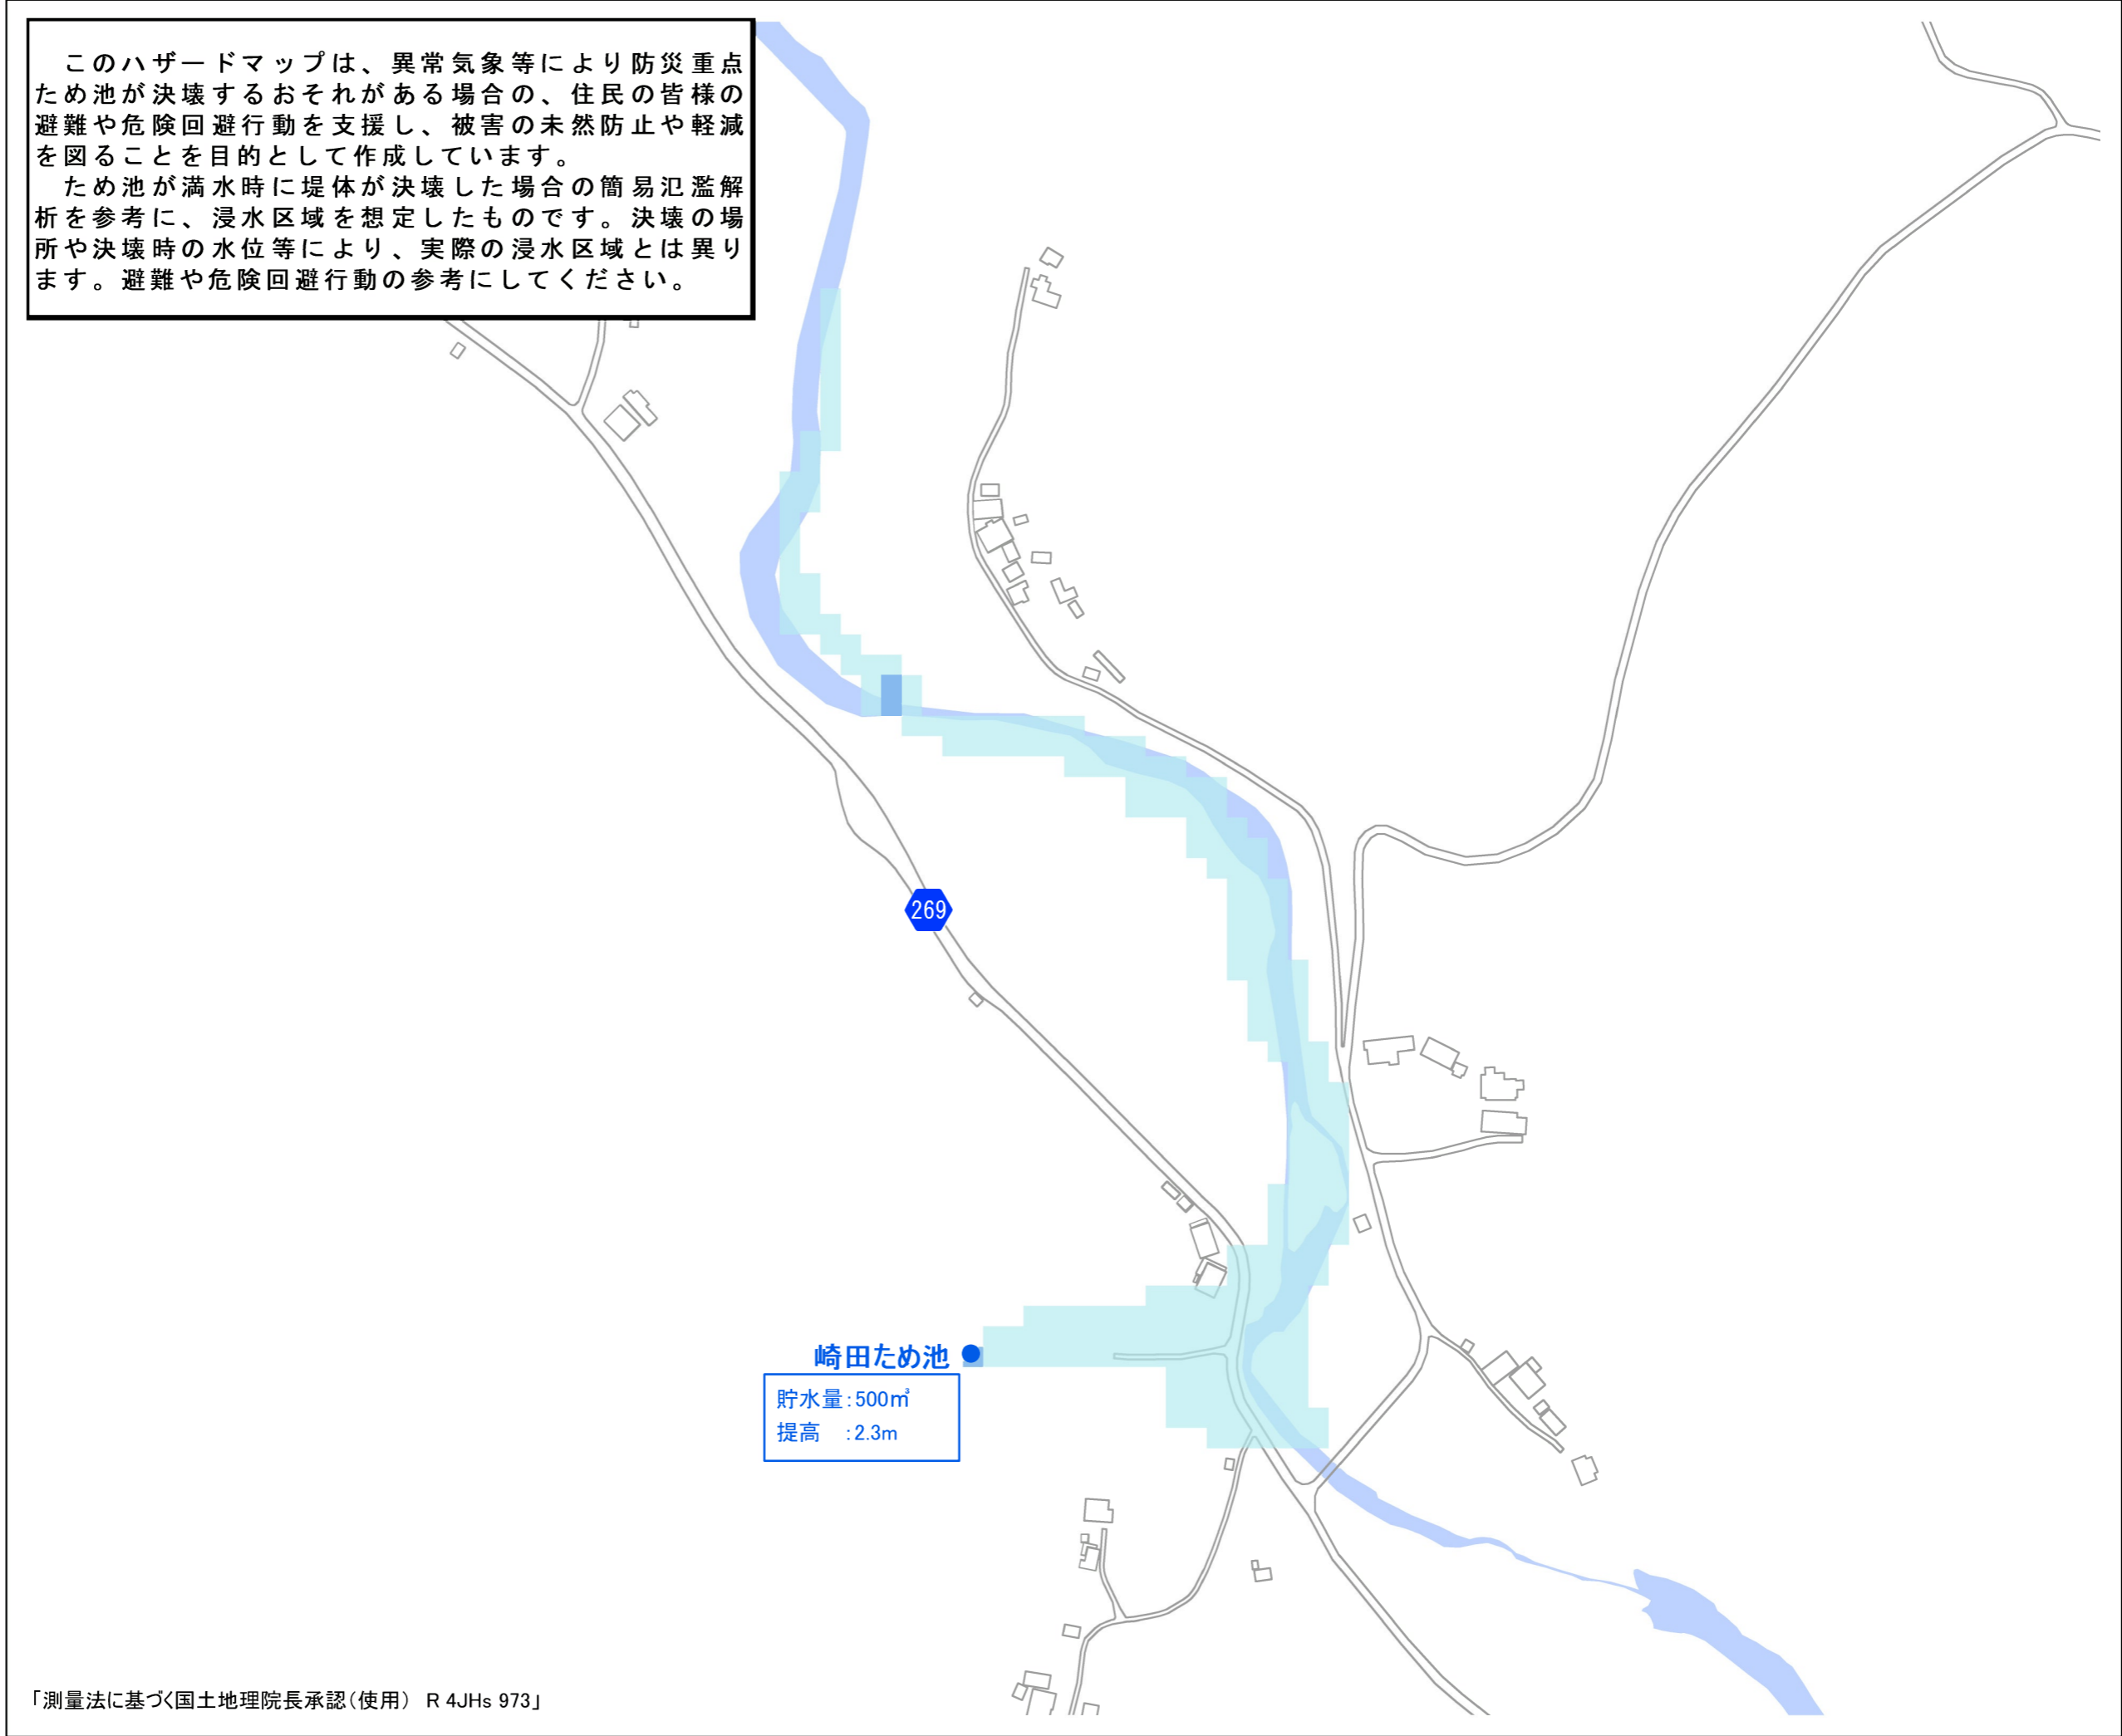 このハザードマップは、異常気象等により防災重点
ため池が決壊するおそれがある場合の、住民の皆様の
避難や危険回避行動を支援し、被害の未然防止や軽減
を図ることを目的として作成しています。
ため池が満水時に堤体が決壊した場合の簡易氾濫解
析を参考に、浸水区域を想定したものです。決壊の場
所や決壊時の水位等により、実際の浸水区域とは異り
ます。避難や危険回避行動の参考にしてください。
269
崎田ため池
貯水量：500㎥
提高　：2.3m
「測量法に基づく国土地理院長承認（使用） R 4JHs 973」